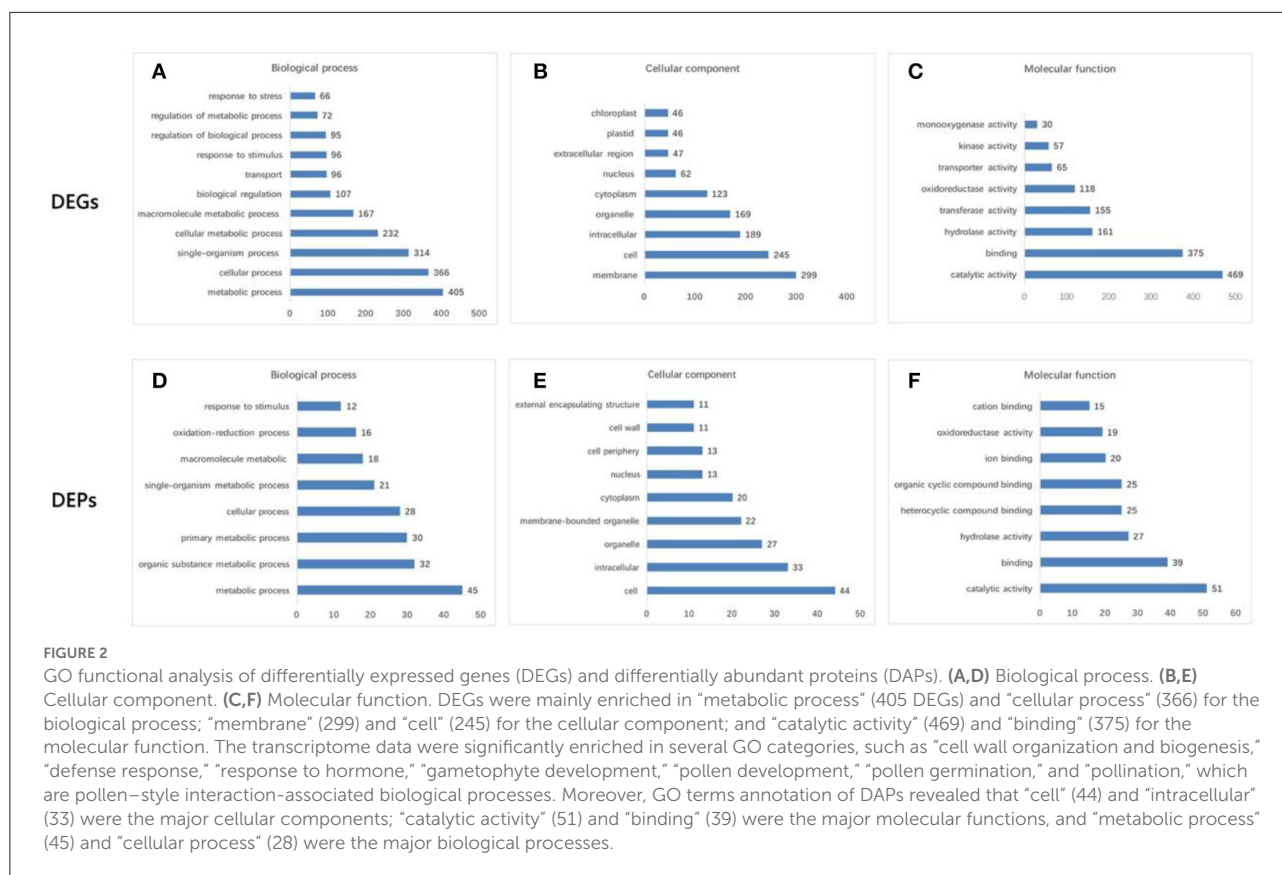 A
Biological process
response to stress 66
regulation of metabolic process 72
regulation of biological process 95
response to stimulus 96
transport 96
biological regulation 107
macromolecule metabolic process 167
cellular metabolic process 232
single-organism process 314
cellular process 366
metabolic process 405
0 100 200 300 400 500
B
Cellular component
chloroplast 46
plastid 46
extracellular region 47
nucleus 62
cytoplasm 123
organelle 169
intracellular 189
cell 245
membrane 299
0 100 200 300 400
C
Molecular function
monooxygenase activity 30
kinase activity 57
transporter activity 65
oxidoreductase activity 118
transferase activity 155
hydrolase activity 161
binding 375
catalytic activity 469
0 100 200 300 400 500
DEGs
D
Biological process
response to stimulus 12
oxidation-reduction process 16
macromolecule metabolic 18
single-organism metabolic process 21
cellular process 28
primary metabolic process 30
organic substance metabolic process 32
metabolic process 45
0 10 20 30 40 50
E
Cellular component
external encapsulating structure 11
cell wall 11
cell periphery 13
nucleus 13
cytoplasm 20
membrane-bounded organelle 22
organelle 27
intracellular 33
cell 44
0 10 20 30 40 50
F
Molecular function
cation binding 15
oxidoreductase activity 19
ion binding 20
organic cyclic compound binding 25
heterocyclic compound binding 25
hydrolase activity 27
binding 39
catalytic activity 51
0 10 20 30 40 50 60
DEPs
FIGURE 2
GO functional analysis of differentially expressed genes (DEGs) and differentially abundant proteins (DAPs). (A,D) Biological process. (B,E)
Cellular component. (C,F) Molecular function. DEGs were mainly enriched in “metabolic process” (405 DEGs) and “cellular process” (366) for the
biological process; “membrane” (299) and “cell” (245) for the cellular component; and “catalytic activity” (469) and “binding” (375) for the
molecular function. The transcriptome data were significantly enriched in several GO categories, such as “cell wall organization and biogenesis,”
“defense response,” “response to hormone,” “gametophyte development,” “pollen development,” “pollen germination,” and “pollination,” which
are pollen–style interaction-associated biological processes. Moreover, GO terms annotation of DAPs revealed that “cell” (44) and “intracellular”
(33) were the major cellular components; “catalytic activity” (51) and “binding” (39) were the major molecular functions, and “metabolic process”
(45) and “cellular process” (28) were the major biological processes.